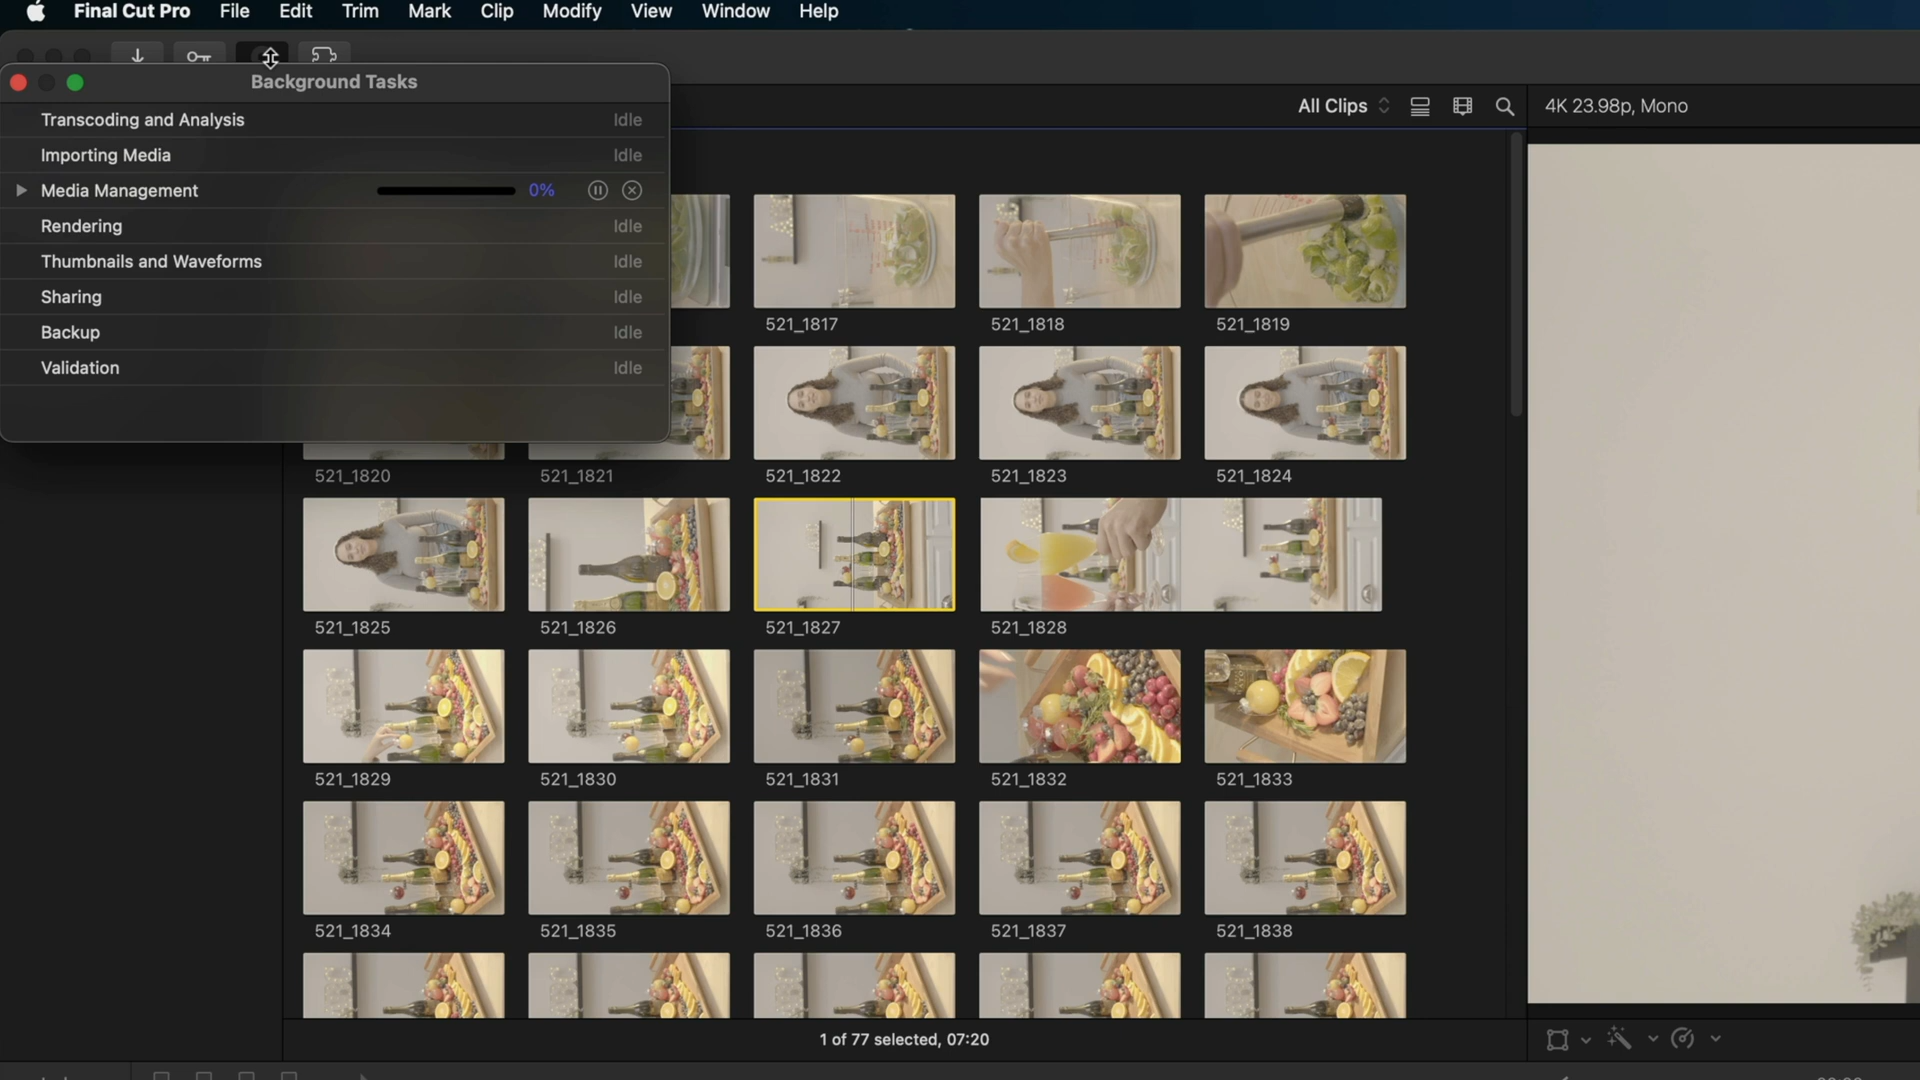 Final Cut Pro File Edit Trim Mark Clip Modify View Window Help
Background Tasks
Transcoding and Analysis Idle
Importing Media Idle
Media Management 0%
Rendering Idle
Thumbnails and Waveforms Idle
Sharing Idle
Backup Idle
Validation Idle
All Clips
4K 23.98p, Mono
521_1817 521_1818 521_1819
521_1820 521_1821 521_1822 521_1823 521_1824
521_1825 521_1826 521_1827 521_1828
521_1829 521_1830 521_1831 521_1832 521_1833
521_1834 521_1835 521_1836 521_1837 521_1838
1 of 77 selected, 07:20